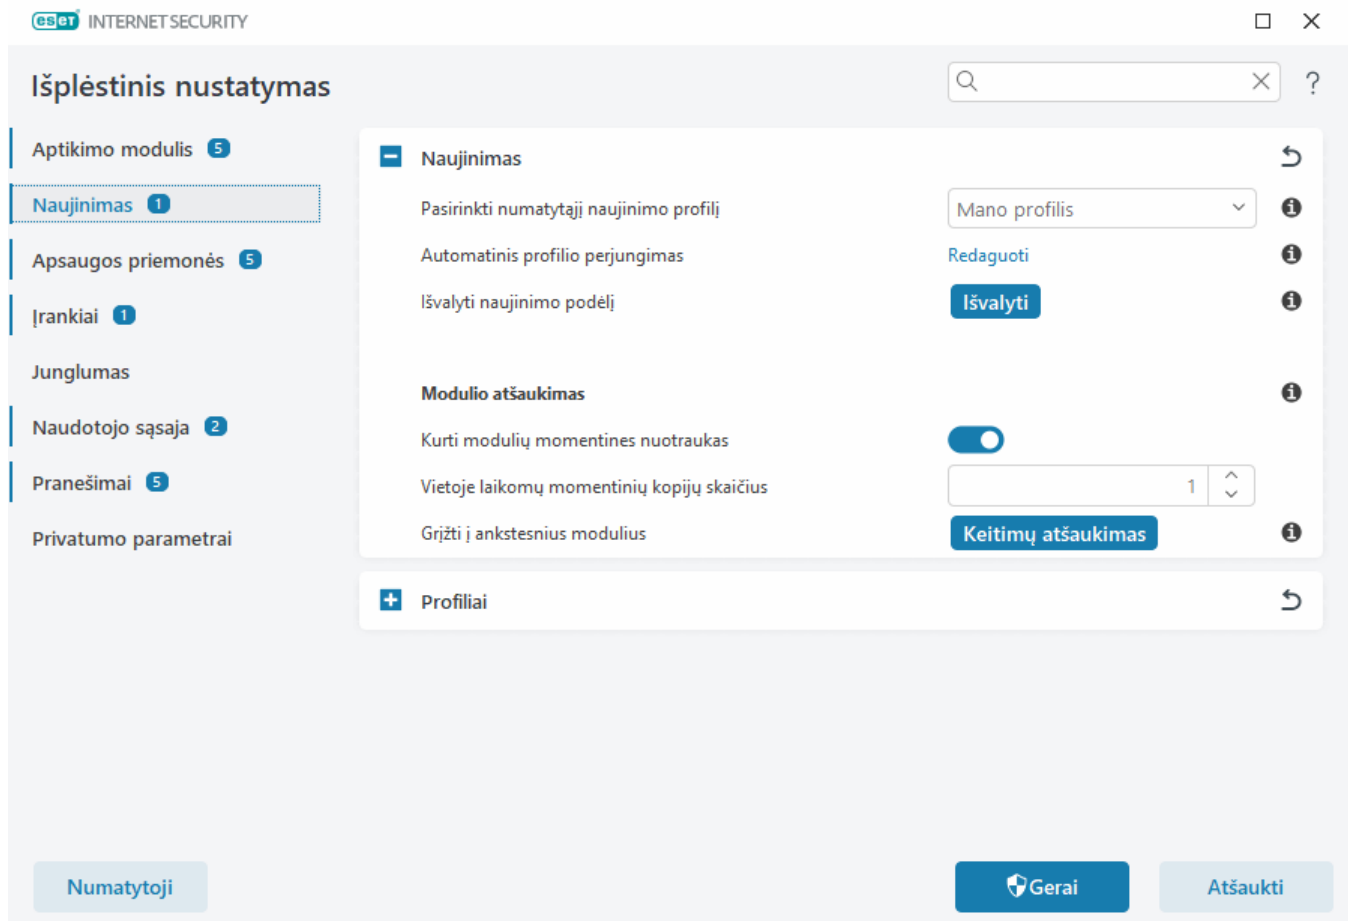 eset INTERNET SECURITY
Išplėstinis nustatymas
?
Aptikimo modulis 5
Naujinimas 1
Apsaugos priemonės 5
Įrankiai 1
Junglumas
Naudotojo sąsaja 2
Pranešimai 5
Privatumo parametrai
Naujinimas
Pasirinkti numatytąjį naujinimo profilį
Mano profilis
Automatinis profilio perjungimas
Redaguoti
Išvalyti naujinimo podėlį
Išvalyti
Modulio atšaukimas
Kurti modulių momentines nuotraukas
Vietoje laikomų momentinių kopijų skaičius
1
Grįžti į ankstesnius modulius
Keitimų atšaukimas
Profiliai
Numatytoji
Gerai
Atšaukti